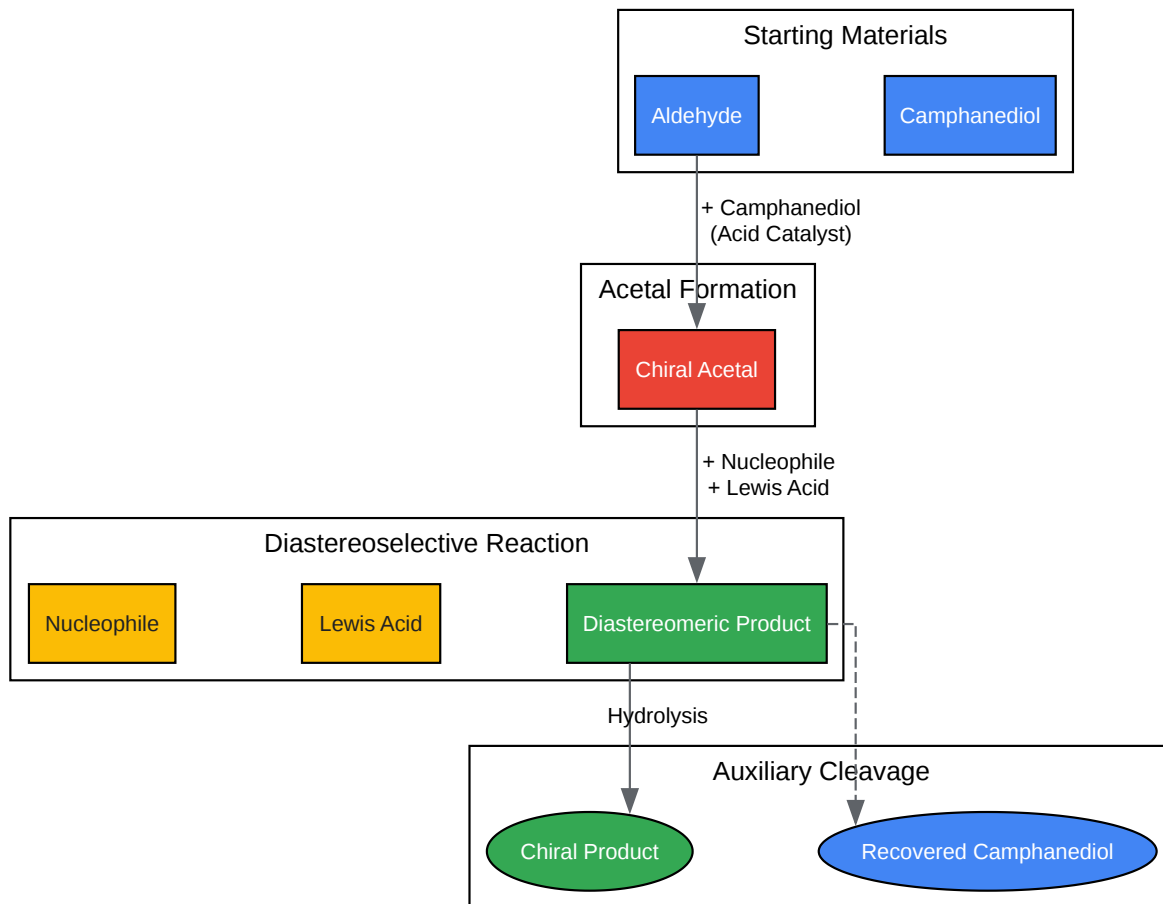 Starting Materials
Aldehyde
Camphanediol
+ Camphanediol
(Acid Catalyst)
Acetal Formation
Chiral Acetal
+ Nucleophile
+ Lewis Acid
Diastereoselective Reaction
Nucleophile
Lewis Acid
Diastereomeric Product
Hydrolysis
Auxiliary Cleavage
Chiral Product
Recovered Camphanediol